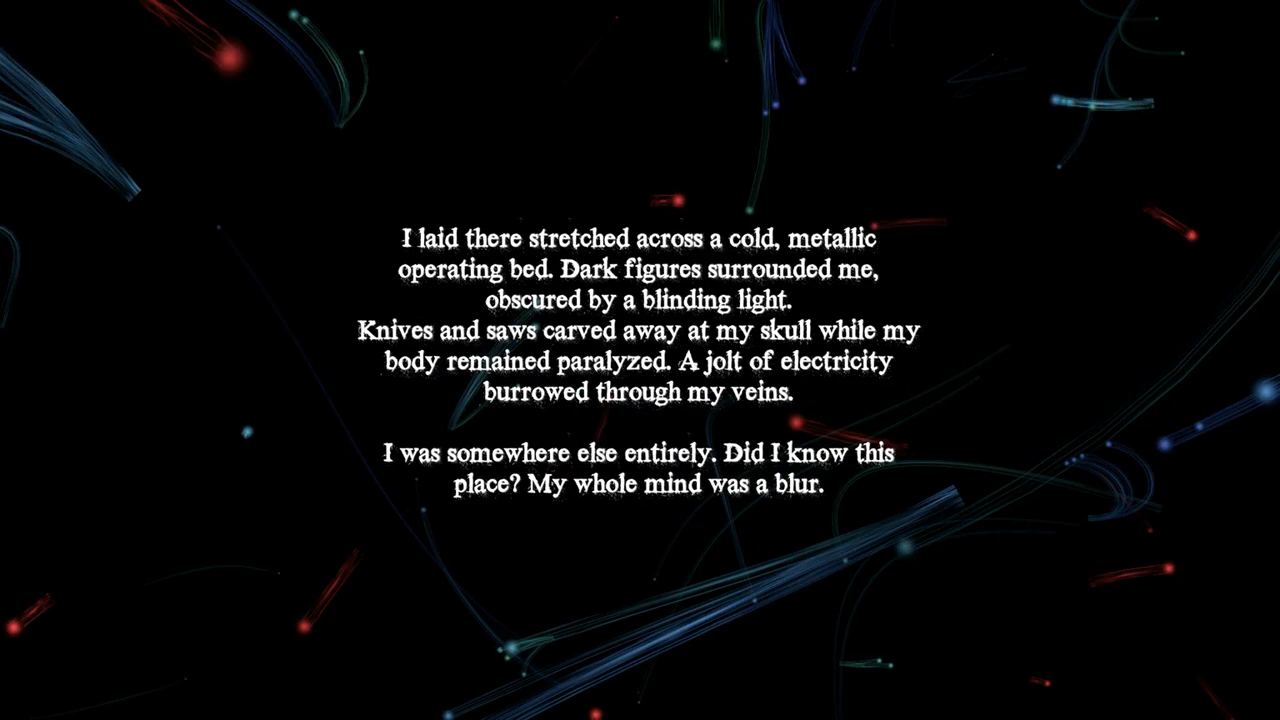 I laid there stretched across a cold, metallic
operating bed. Dark figures surrounded me,
obscured by a blinding light.
Knives and saws carved away at my skull while my
body remained paralyzed. A jolt of electricity
burrowed through my veins.
I was somewhere else entirely. Did I know this
place? My whole mind was a blur.